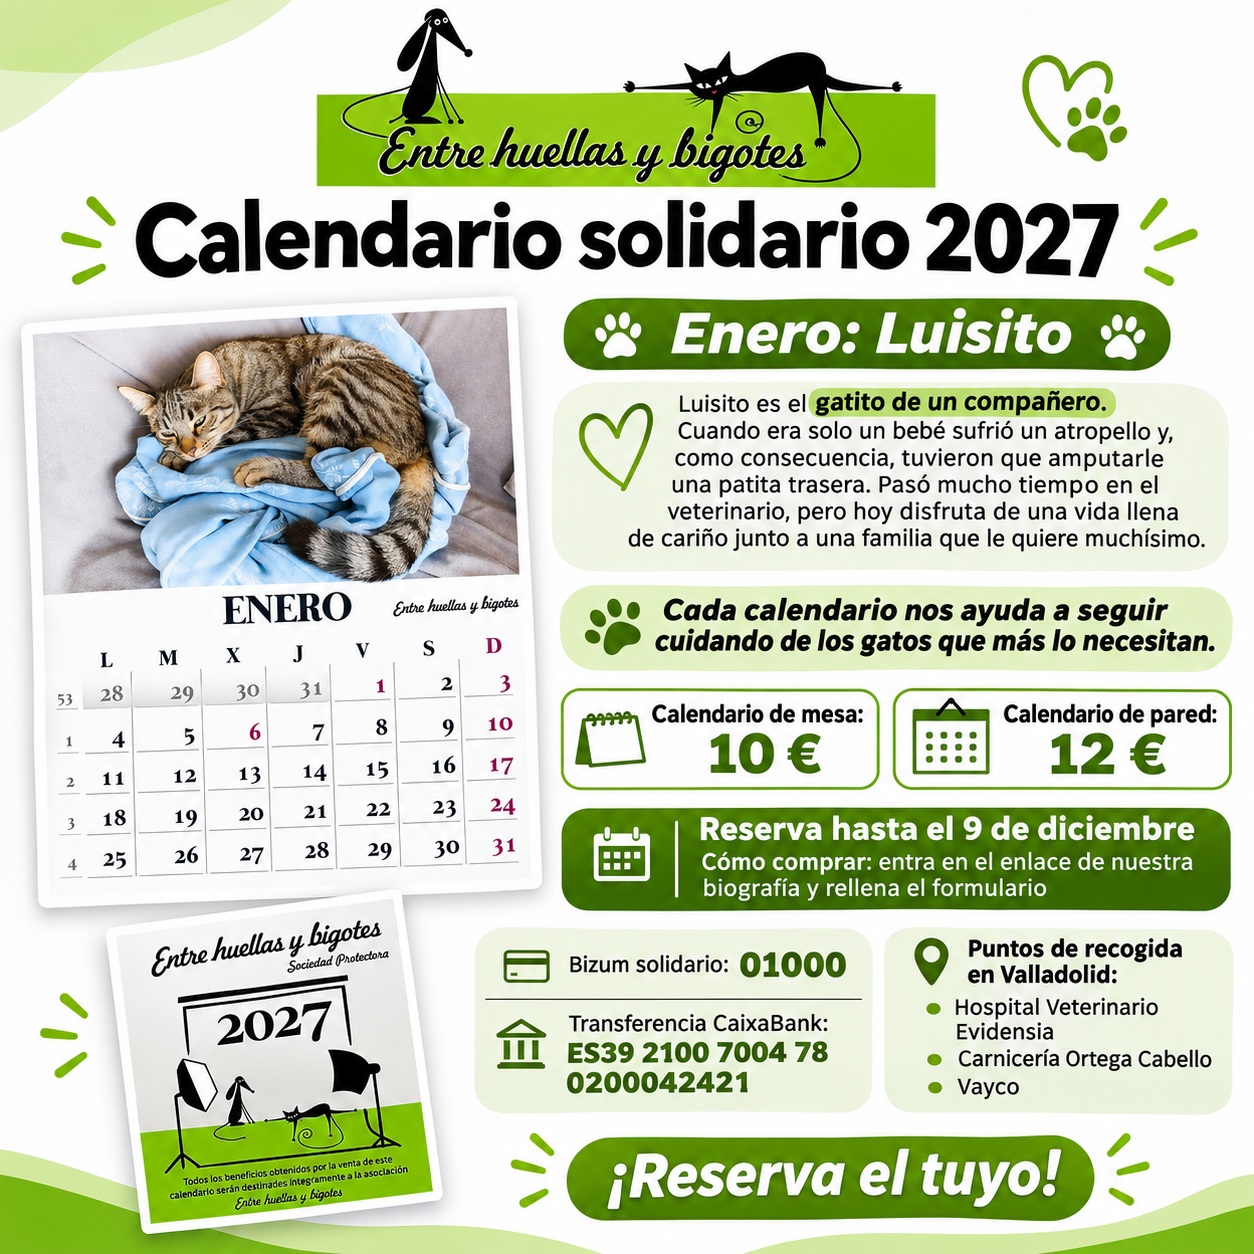 Entre huellas y bigotes
Calendario solidario 2027
Enero: Luisito
Luisito es el gatito de un compañero.
Cuando era solo un bebé sufrió un atropello y,
como consecuencia, tuvieron que amputarle
una patita trasera. Pasó mucho tiempo en el
veterinario, pero hoy disfruta de una vida llena
de cariño junto a una familia que le quiere muchísimo.
Cada calendario nos ayuda a seguir
cuidando de los gatos que más lo necesitan.
Calendario de mesa:
10 €
Calendario de pared:
12 €
Reserva hasta el 9 de diciembre
Cómo comprar: entra en el enlace de nuestra
biografía y rellena el formulario
ENERO
Entre huellas y bigotes
L M X J V S D
53 28 29 30 31 1 2 3
1 4 5 6 7 8 9 10
2 11 12 13 14 15 16 17
3 18 19 20 21 22 23 24
4 25 26 27 28 29 30 31
Entre huellas y bigotes
Sociedad Protectora
2027
Todos los beneficios obtenidos por la venta de este
calendario serán destinados íntegramente a la asociación
Entre huellas y bigotes
Bizum solidario: 01000
Transferencia CaixaBank:
ES39 2100 7004 78
0200042421
Puntos de recogida
en Valladolid:
Hospital Veterinario
Evidensia
Carnicería Ortega Cabello
Vayco
¡Reserva el tuyo!